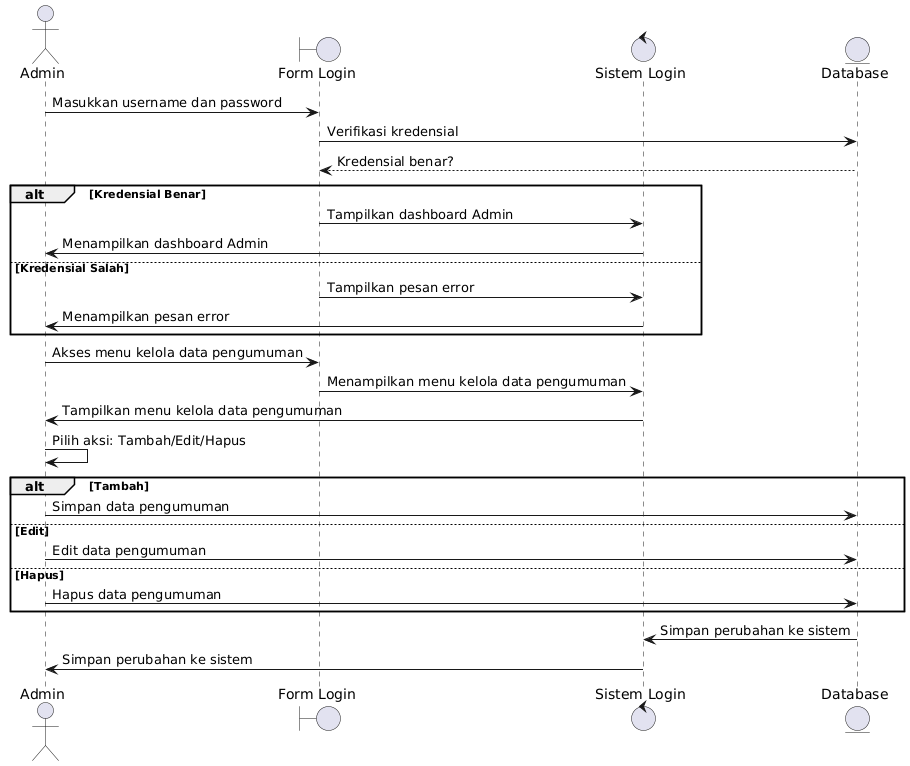 Admin
Form Login
Sistem Login
Database
Masukkan username dan password
Verifikasi kredensial
Kredensial benar?
alt [Kredensial Benar]
Tampilkan dashboard Admin
Menampilkan dashboard Admin
[Kredensial Salah]
Tampilkan pesan error
Menampilkan pesan error
Akses menu kelola data pengumuman
Menampilkan menu kelola data pengumuman
Tampilkan menu kelola data pengumuman
Pilih aksi: Tambah/Edit/Hapus
alt [Tambah]
Simpan data pengumuman
[Edit]
Edit data pengumuman
[Hapus]
Hapus data pengumuman
Simpan perubahan ke sistem
Simpan perubahan ke sistem
Admin
Form Login
Sistem Login
Database